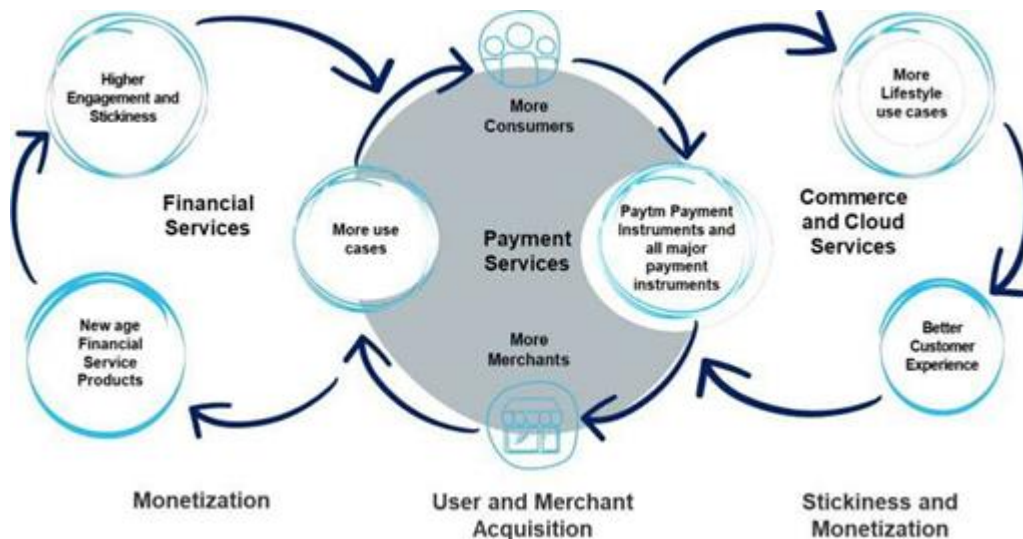 Higher
Engagement and
Stickiness
Financial
Services
New age
Financial
Service
Products
More use
cases
More
Consumers
Payment
Services
More
Merchants
Paytm Payment
Instruments and
all major
payment
instruments
More
Lifestyle
use cases
Commerce
and Cloud
Services
Better
Customer
Experience
Monetization
User and Merchant
Acquisition
Stickiness and
Monetization